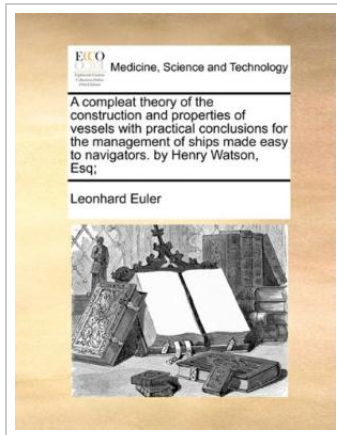 ECCO
Medicine, Science and Technology
A compleat theory of the
construction and properties of
vessels with practical conclusions for
the management of ships made easy
to navigators. by Henry Watson,
Esq;
Leonhard Euler